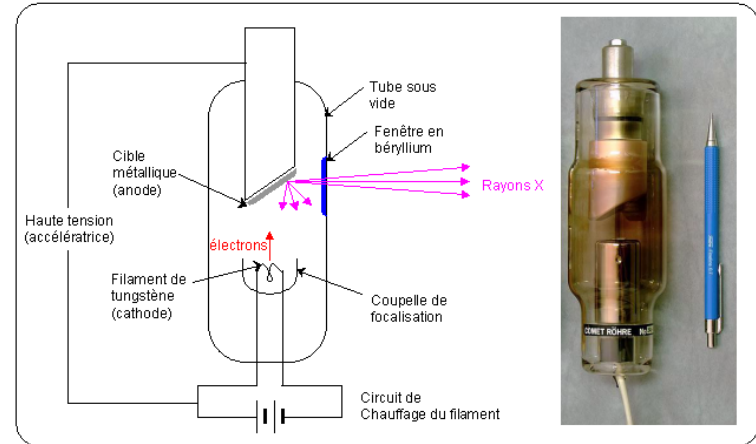 Tube sous
vide
Fenêtre en
béryllium
Cible
métallique
(anode)
Rayons X
Haute tension
(accélératrice)
électrons
Filament de
tungstène
(cathode)
Coupelle de
focalisation
Circuit de
Chauffage du filament
COMET RÖHRE